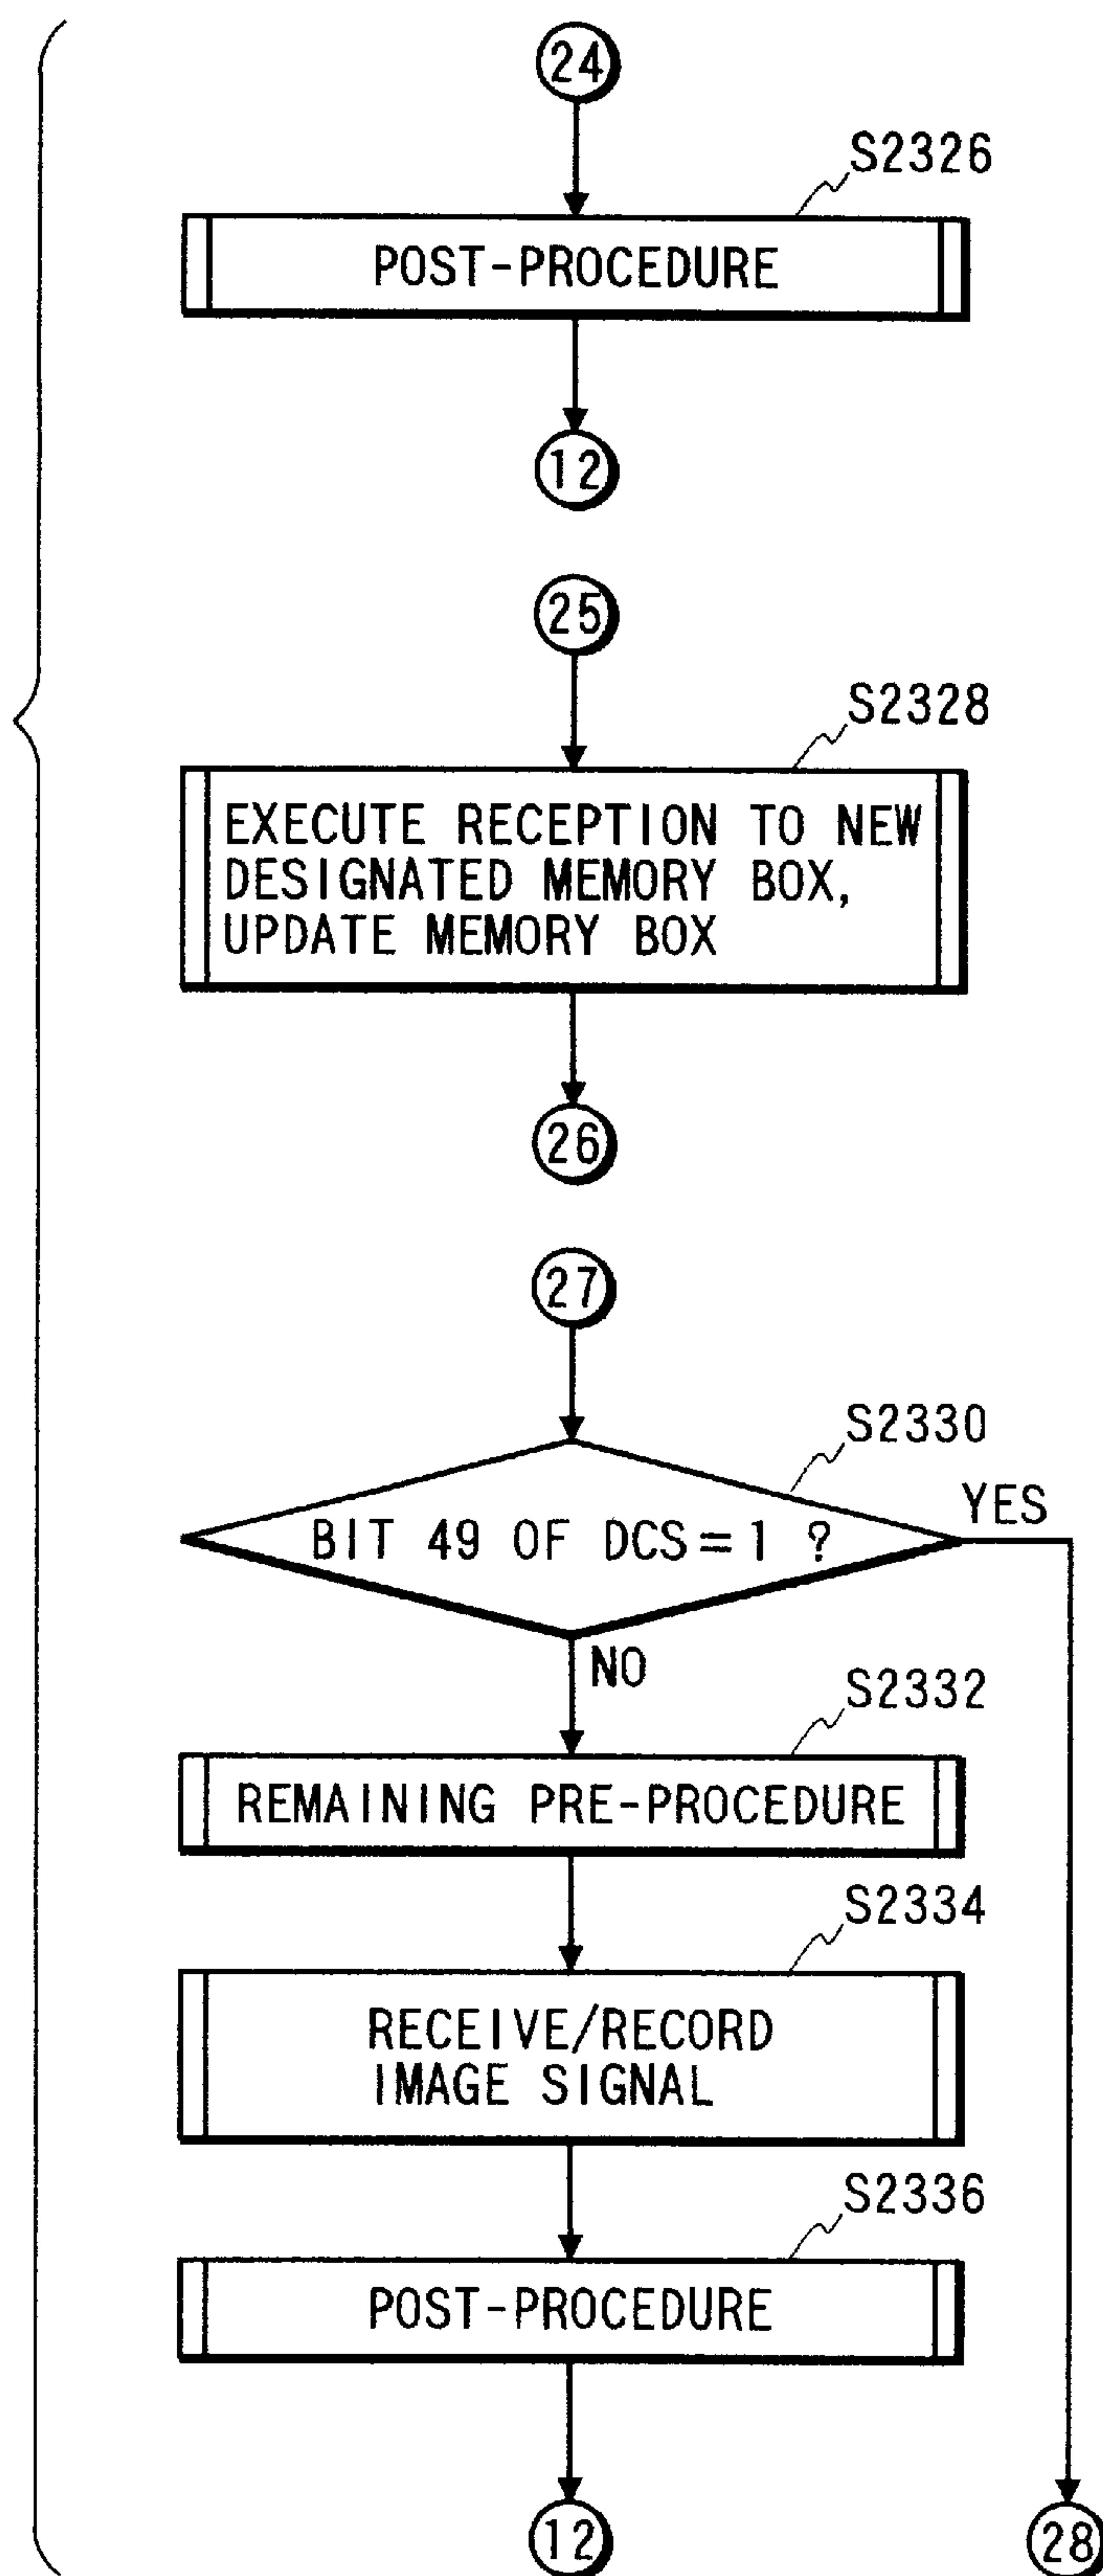 24
S2326
POST-PROCEDURE
12
25
S2328
EXECUTE RECEPTION TO NEW
DESIGNATED MEMORY BOX,
UPDATE MEMORY BOX
26
27
S2330
BIT 49 OF DCS=1 ?
YES
NO
S2332
REMAINING PRE-PROCEDURE
S2334
RECEIVE/RECORD
IMAGE SIGNAL
S2336
POST-PROCEDURE
12
28